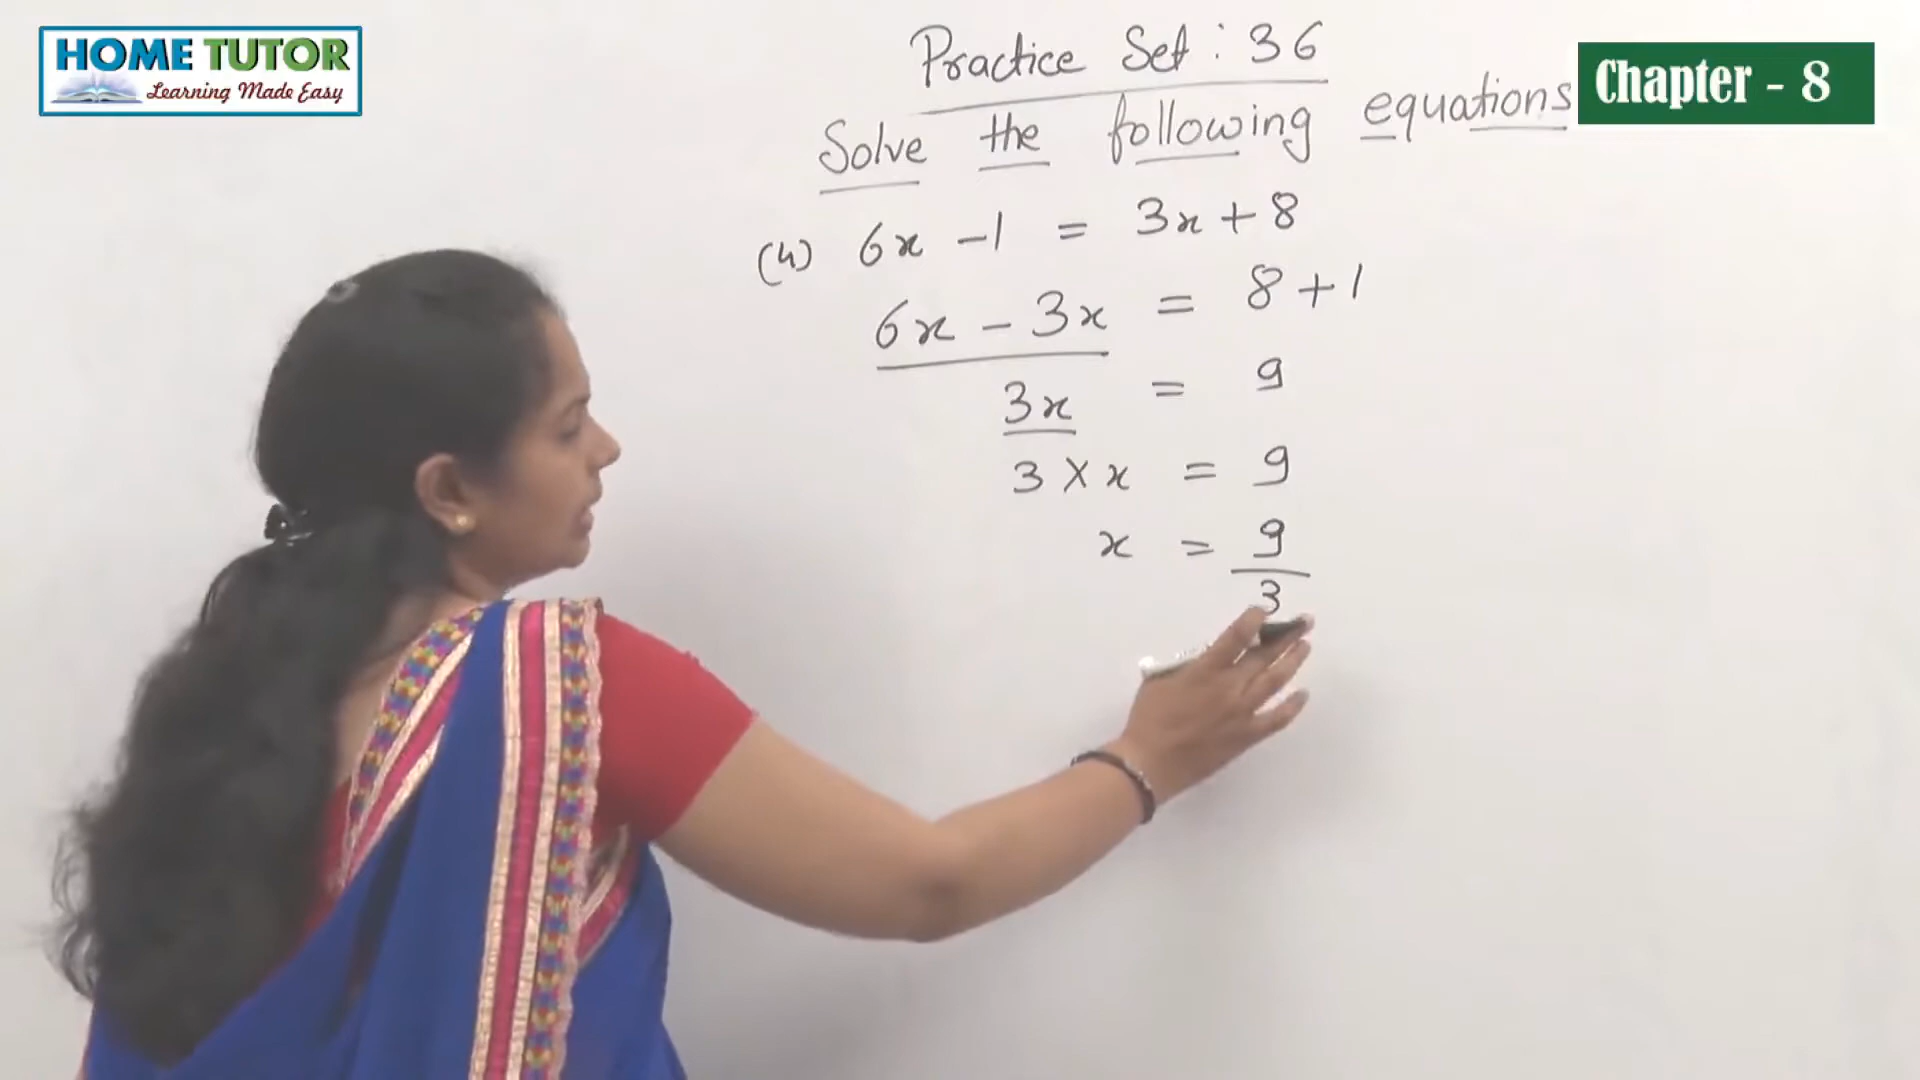 HOME TUTOR
Learning Made Easy
Chapter - 8
Practice Set : 36
Solve the following equations
(4) 6x - 1 = 3x + 8
6x - 3x = 8 + 1
3x = 9
3 × x = 9
x = 9/3